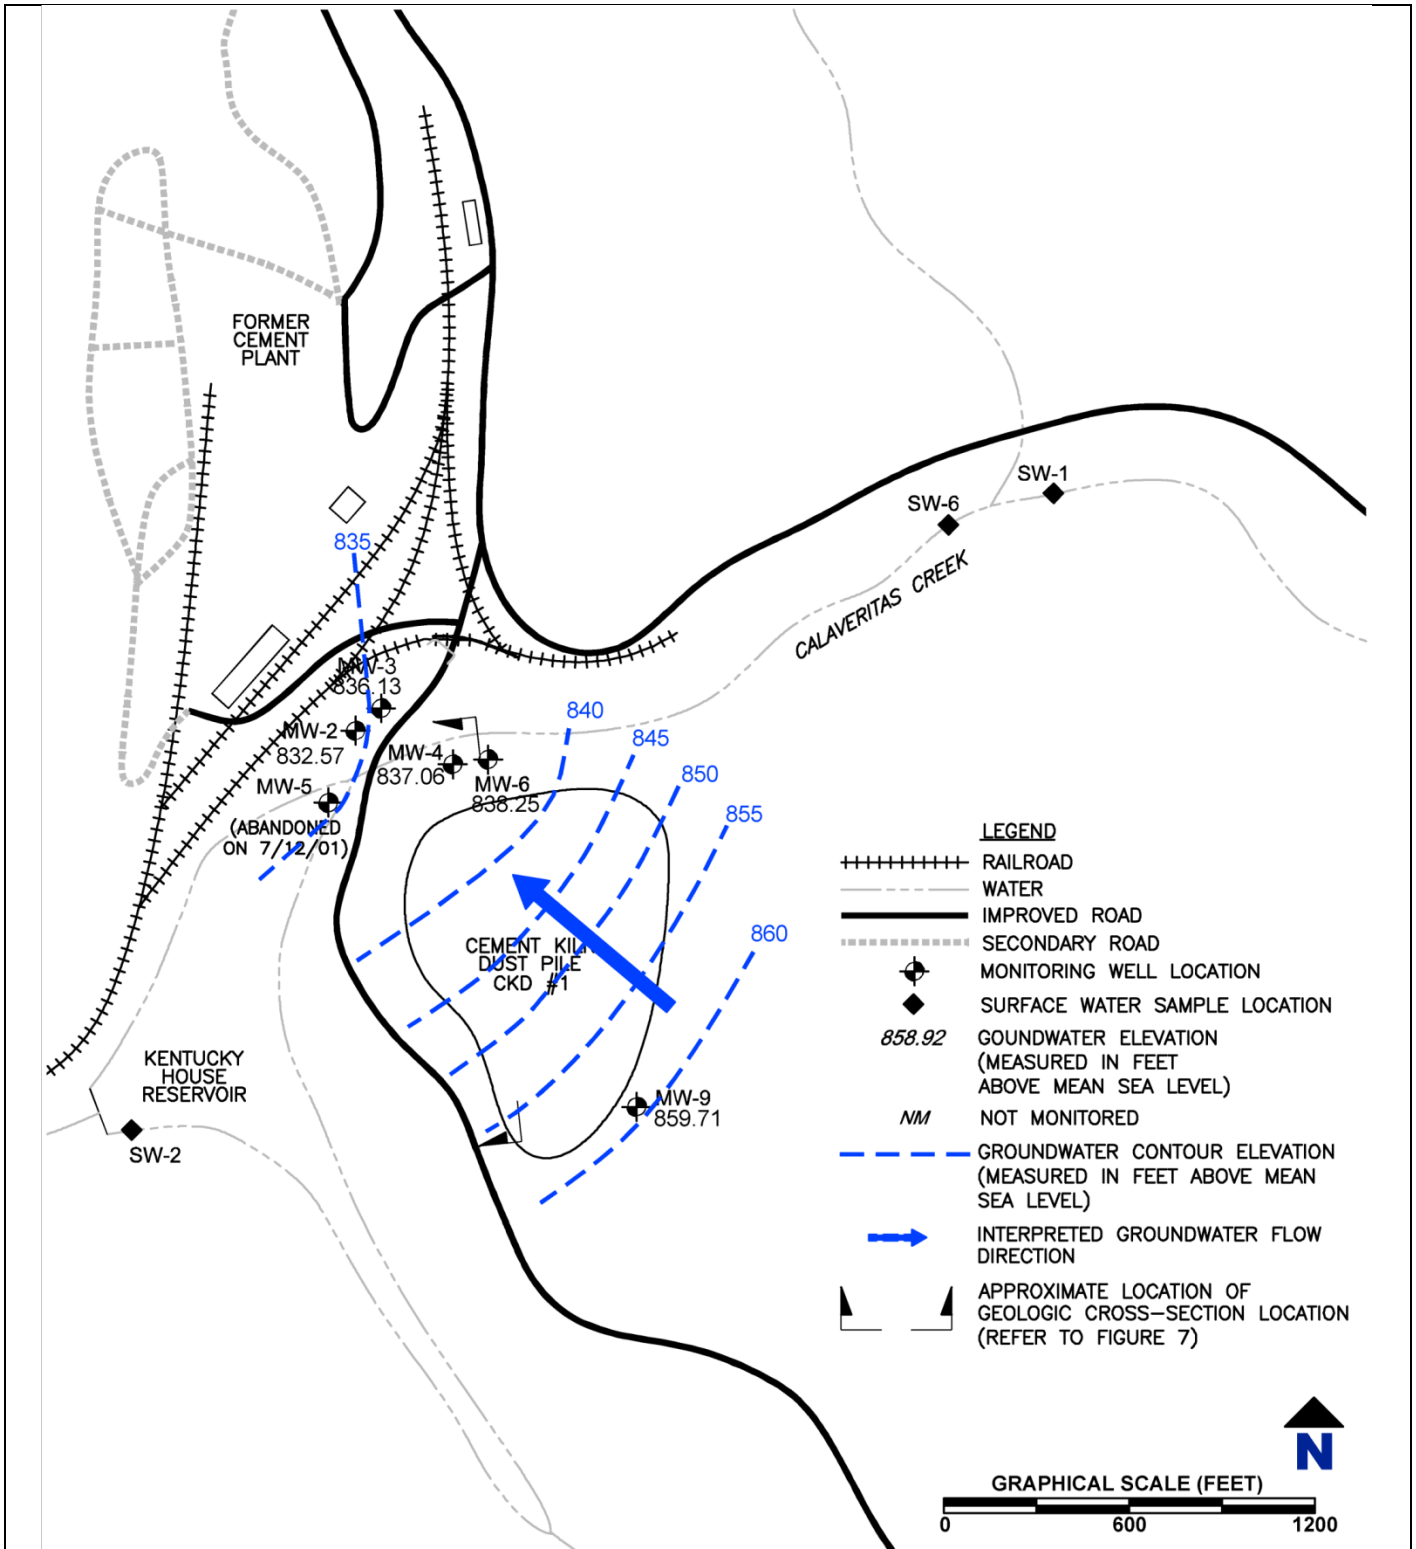 FORMER
CEMENT
PLANT
SW-1
SW-6
CALAVERITAS CREEK
835
MW-3
836.13
MW-2
832.57
MW-4
837.06
MW-6
838.25
MW-5
(ABANDONED
ON 7/12/01)
840
845
850
855
860
CEMENT KILN
DUST PILE
CKD #1
MW-9
859.71
KENTUCKY
HOUSE
RESERVOIR
SW-2
LEGEND
RAILROAD
WATER
IMPROVED ROAD
SECONDARY ROAD
MONITORING WELL LOCATION
SURFACE WATER SAMPLE LOCATION
858.92 GOUNDWATER ELEVATION
(MEASURED IN FEET
ABOVE MEAN SEA LEVEL)
NM NOT MONITORED
GROUNDWATER CONTOUR ELEVATION
(MEASURED IN FEET ABOVE MEAN
SEA LEVEL)
INTERPRETED GROUNDWATER FLOW
DIRECTION
APPROXIMATE LOCATION OF
GEOLOGIC CROSS-SECTION LOCATION
(REFER TO FIGURE 7)
N
GRAPHICAL SCALE (FEET)
0 600 1200